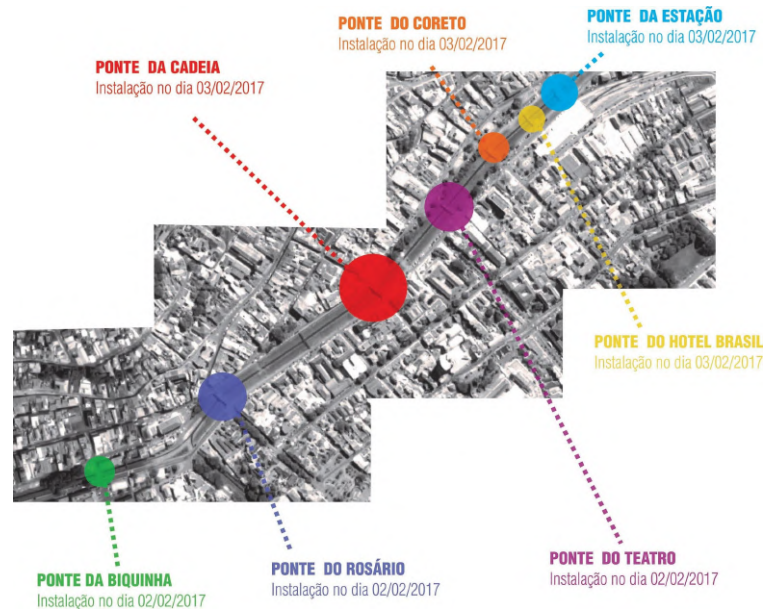 PONTE DA ESTAÇÃO
Instalação no dia 03/02/2017
PONTE DO CORETO
Instalação no dia 03/02/2017
PONTE DA CADEIA
Instalação no dia 03/02/2017
PONTE DO HOTEL BRASIL
Instalação no dia 03/02/2017
PONTE DO TEATRO
Instalação no dia 02/02/2017
PONTE DO ROSÁRIO
Instalação no dia 02/02/2017
PONTE DA BIQUINHA
Instalação no dia 02/02/2017